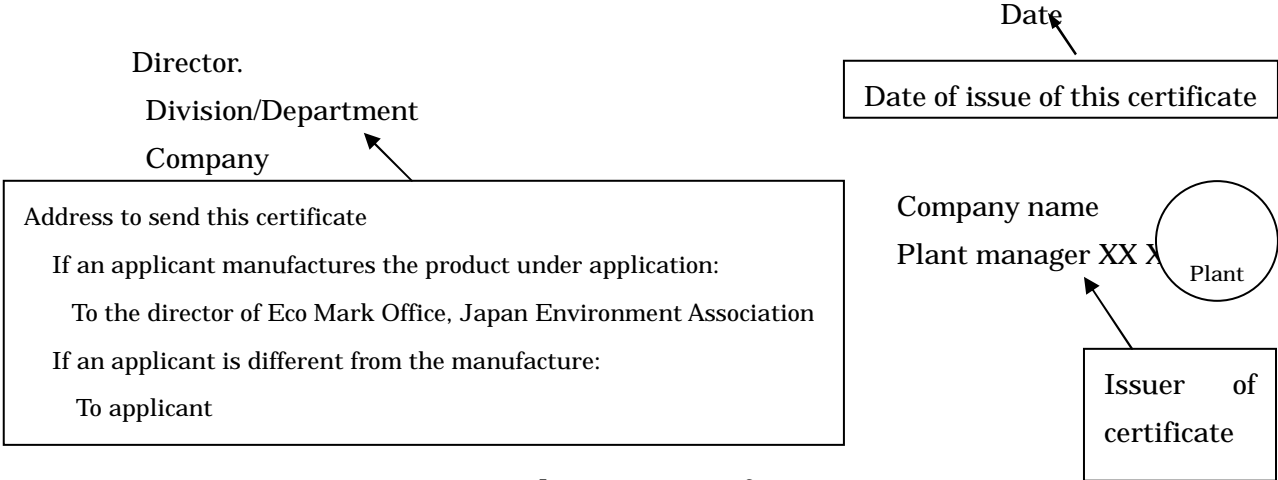 Date
Director.
Date of issue of this certificate
Division/Department
Company
Address to send this certificate
If an applicant manufactures the product under application:
To the director of Eco Mark Office, Japan Environment Association
If an applicant is different from the manufacture:
To applicant
Company name
Plant manager XX X
Plant
Issuer of
certificate